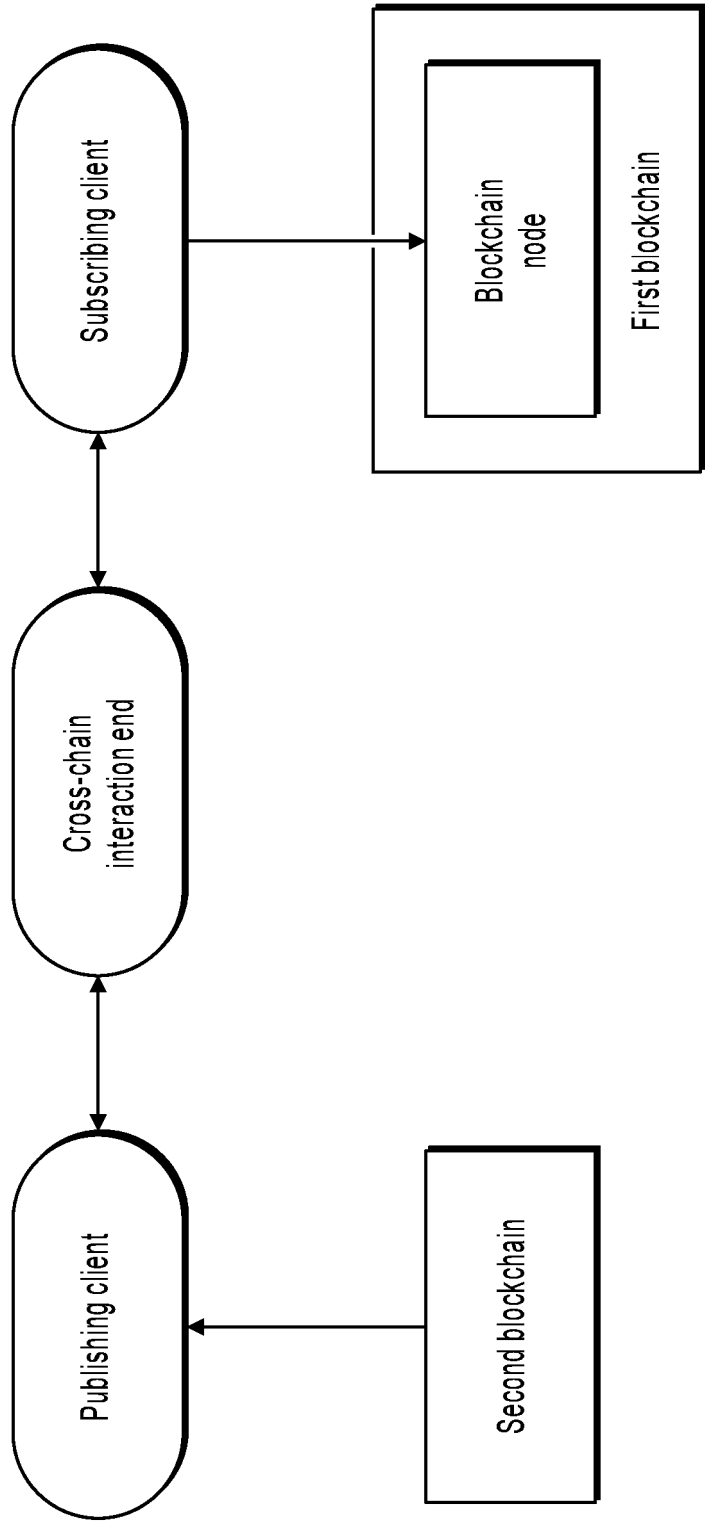 Publishing client
Cross-chain
interaction end
Subscribing client
Second blockchain
Blockchain
node
First blockchain